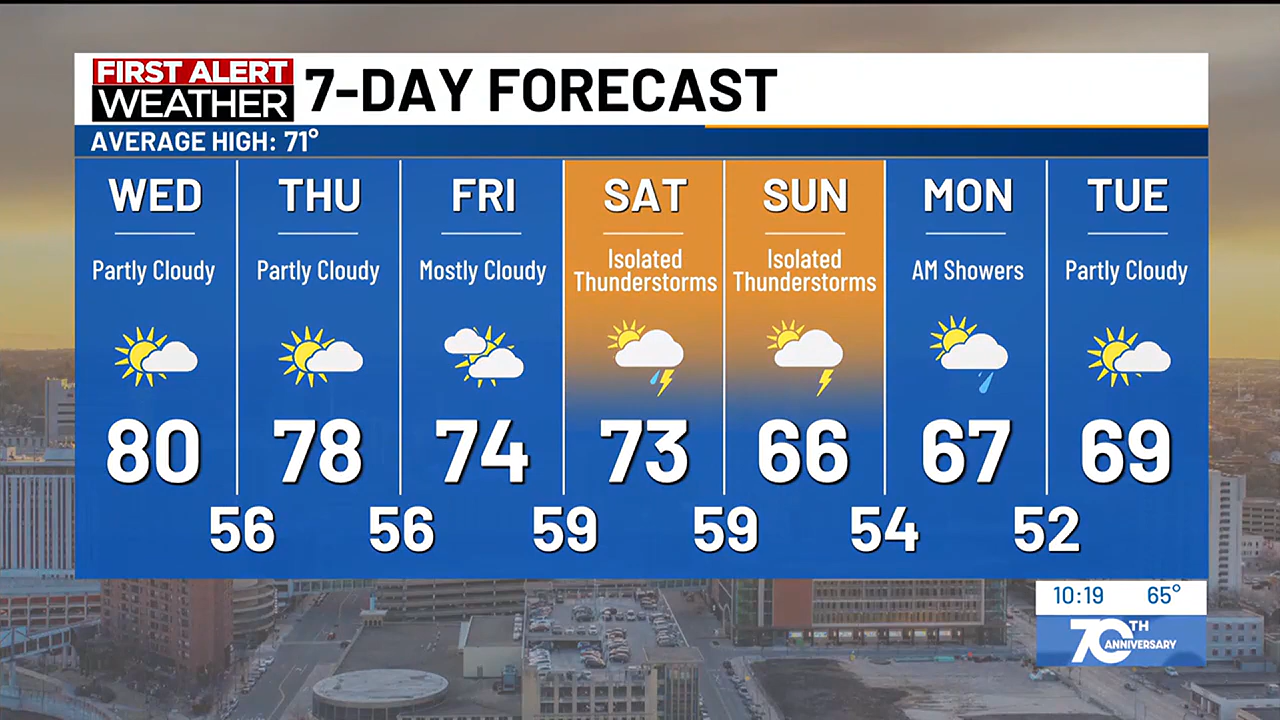 FIRST ALERT
WEATHER
7-DAY FORECAST
AVERAGE HIGH: 71°
WED
Partly Cloudy
80
THU
Partly Cloudy
78
FRI
Mostly Cloudy
74
SAT
Isolated
Thunderstorms
73
SUN
Isolated
Thunderstorms
66
MON
AM Showers
67
TUE
Partly Cloudy
69
56
56
59
59
54
52
10:19 65°
70TH
ANNIVERSARY